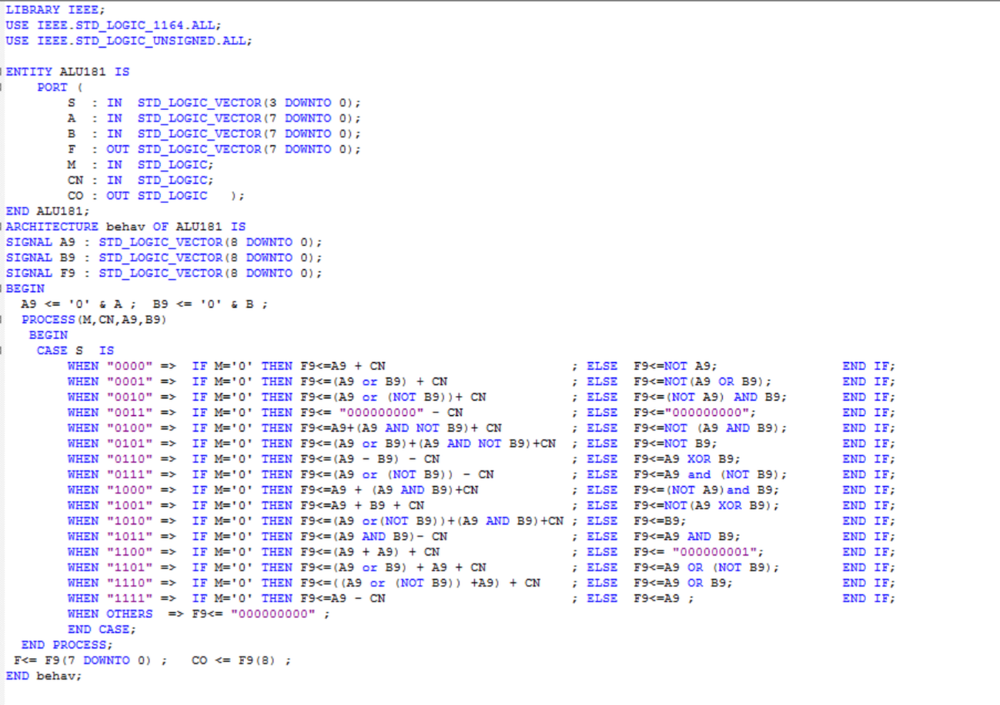 LIBRARY IEEE;
USE IEEE.STD_LOGIC_1164.ALL;
USE IEEE.STD_LOGIC_UNSIGNED.ALL;
ENTITY ALU181 IS
PORT (
S : IN STD_LOGIC_VECTOR(3 DOWNTO 0);
A : IN STD_LOGIC_VECTOR(7 DOWNTO 0);
B : IN STD_LOGIC_VECTOR(7 DOWNTO 0);
F : OUT STD_LOGIC_VECTOR(7 DOWNTO 0);
M : IN STD_LOGIC;
CN : IN STD_LOGIC;
CO : OUT STD_LOGIC );
END ALU181;
ARCHITECTURE behav OF ALU181 IS
SIGNAL A9 : STD_LOGIC_VECTOR(8 DOWNTO 0);
SIGNAL B9 : STD_LOGIC_VECTOR(8 DOWNTO 0);
SIGNAL F9 : STD_LOGIC_VECTOR(8 DOWNTO 0);
BEGIN
A9 <= '0' & A ; B9 <= '0' & B ;
PROCESS(M,CN,A9,B9)
BEGIN
CASE S IS
WHEN "0000" => IF M='0' THEN F9<=A9 + CN ; ELSE F9<=NOT A9; END IF;
WHEN "0001" => IF M='0' THEN F9<=(A9 or B9) + CN ; ELSE F9<=NOT(A9 OR B9); END IF;
WHEN "0010" => IF M='0' THEN F9<=(A9 or (NOT B9))+ CN ; ELSE F9<=(NOT A9) AND B9; END IF;
WHEN "0011" => IF M='0' THEN F9<= "000000000" - CN ; ELSE F9<="000000000"; END IF;
WHEN "0100" => IF M='0' THEN F9<=A9+(A9 AND NOT B9)+ CN ; ELSE F9<=NOT (A9 AND B9); END IF;
WHEN "0101" => IF M='0' THEN F9<=(A9 or B9)+(A9 AND NOT B9)+CN ; ELSE F9<=NOT B9; END IF;
WHEN "0110" => IF M='0' THEN F9<=(A9 - B9) - CN ; ELSE F9<=A9 XOR B9; END IF;
WHEN "0111" => IF M='0' THEN F9<=(A9 or (NOT B9)) - CN ; ELSE F9<=A9 and (NOT B9); END IF;
WHEN "1000" => IF M='0' THEN F9<=A9 + (A9 AND B9)+CN ; ELSE F9<=(NOT A9)and B9; END IF;
WHEN "1001" => IF M='0' THEN F9<=A9 + B9 + CN ; ELSE F9<=NOT(A9 XOR B9); END IF;
WHEN "1010" => IF M='0' THEN F9<=(A9 or(NOT B9))+(A9 AND B9)+CN ; ELSE F9<=B9; END IF;
WHEN "1011" => IF M='0' THEN F9<=(A9 AND B9)- CN ; ELSE F9<=A9 AND B9; END IF;
WHEN "1100" => IF M='0' THEN F9<=(A9 + A9) + CN ; ELSE F9<= "000000001"; END IF;
WHEN "1101" => IF M='0' THEN F9<=(A9 or B9) + A9 + CN ; ELSE F9<=A9 OR (NOT B9); END IF;
WHEN "1110" => IF M='0' THEN F9<=((A9 or (NOT B9)) +A9) + CN ; ELSE F9<=A9 OR B9; END IF;
WHEN "1111" => IF M='0' THEN F9<=A9 - CN ; ELSE F9<=A9 ; END IF;
WHEN OTHERS => F9<= "000000000" ;
END CASE;
END PROCESS;
F<= F9(7 DOWNTO 0) ; CO <= F9(8) ;
END behav;